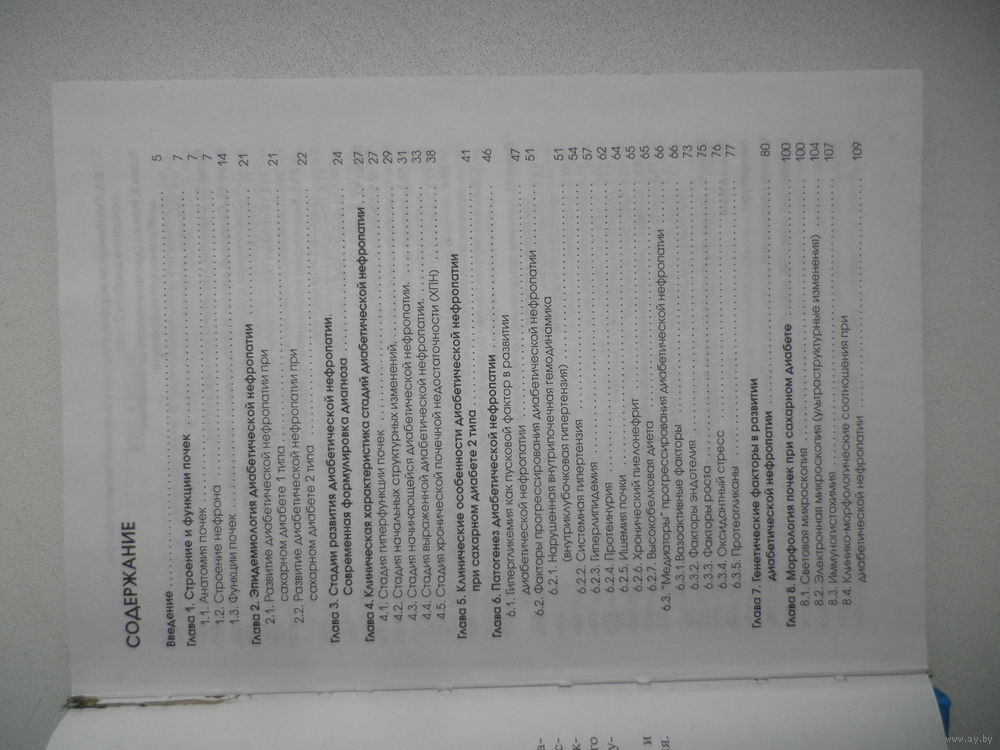 СОДЕРЖАНИЕ
Введение 5
Глава 1. Строение и функции почек 7
1.1. Анатомия почек 7
1.2. Строение нефрона 7
1.3. Функции почек 14
Глава 2. Эпидемиология диабетической нефропатии 21
2.1. Развитие диабетической нефропатии при
сахарном диабете 1 типа 21
2.2. Развитие диабетической нефропатии при
сахарном диабете 2 типа 22
Глава 3. Стадии развития диабетической нефропатии.
Современная формулировка диагноза 24
Глава 4. Клиническая характеристика стадий диабетической нефропатии 27
4.1. Стадия гиперфункции почек 27
4.2. Стадия начальных структурных изменений 29
4.3. Стадия начинающейся диабетической нефропатии 31
4.4. Стадия выраженной диабетической нефропатии 33
4.5. Стадия хронической почечной недостаточности (ХПН) 38
Глава 5. Клинические особенности диабетической нефропатии
при сахарном диабете 2 типа 41
Глава 6. Патогенез диабетической нефропатии 46
6.1. Гипергликемия как пусковой фактор в развитии
диабетической нефропатии 47
6.2. Факторы прогрессирования диабетической нефропатии 51
6.2.1. Нарушенная внутрипочечная гемодинамика
(внутриклубочковая гипертензия) 51
6.2.2. Системная гипертензия 54
6.2.3. Гиперлипидемия 57
6.2.4. Протеинурия 62
6.2.5. Ишемия почки 64
6.2.6. Хронический пиелонефрит 65
6.2.7. Высокобелковая диета 65
6.3. "Медиаторы" прогрессирования диабетической нефропатии 66
6.3.1 Вазоактивные факторы 66
6.3.2. Факторы эндотелия 73
6.3.3. Факторы роста 75
6.3.4. Оксидантный стресс 76
6.3.5. Протеогликаны 77
Глава 7. Генетические факторы в развитии
диабетической нефропатии 80
Глава 8. Морфология почек при сахарном диабете 100
8.1. Световая микроскопия 100
8.2. Электронная микроскопия (ультраструктурные изменения) 104
8.3. Иммуногистохимия 107
8.4. Клинико-морфологические соотношения при
диабетической нефропатии 109
www.ay.by